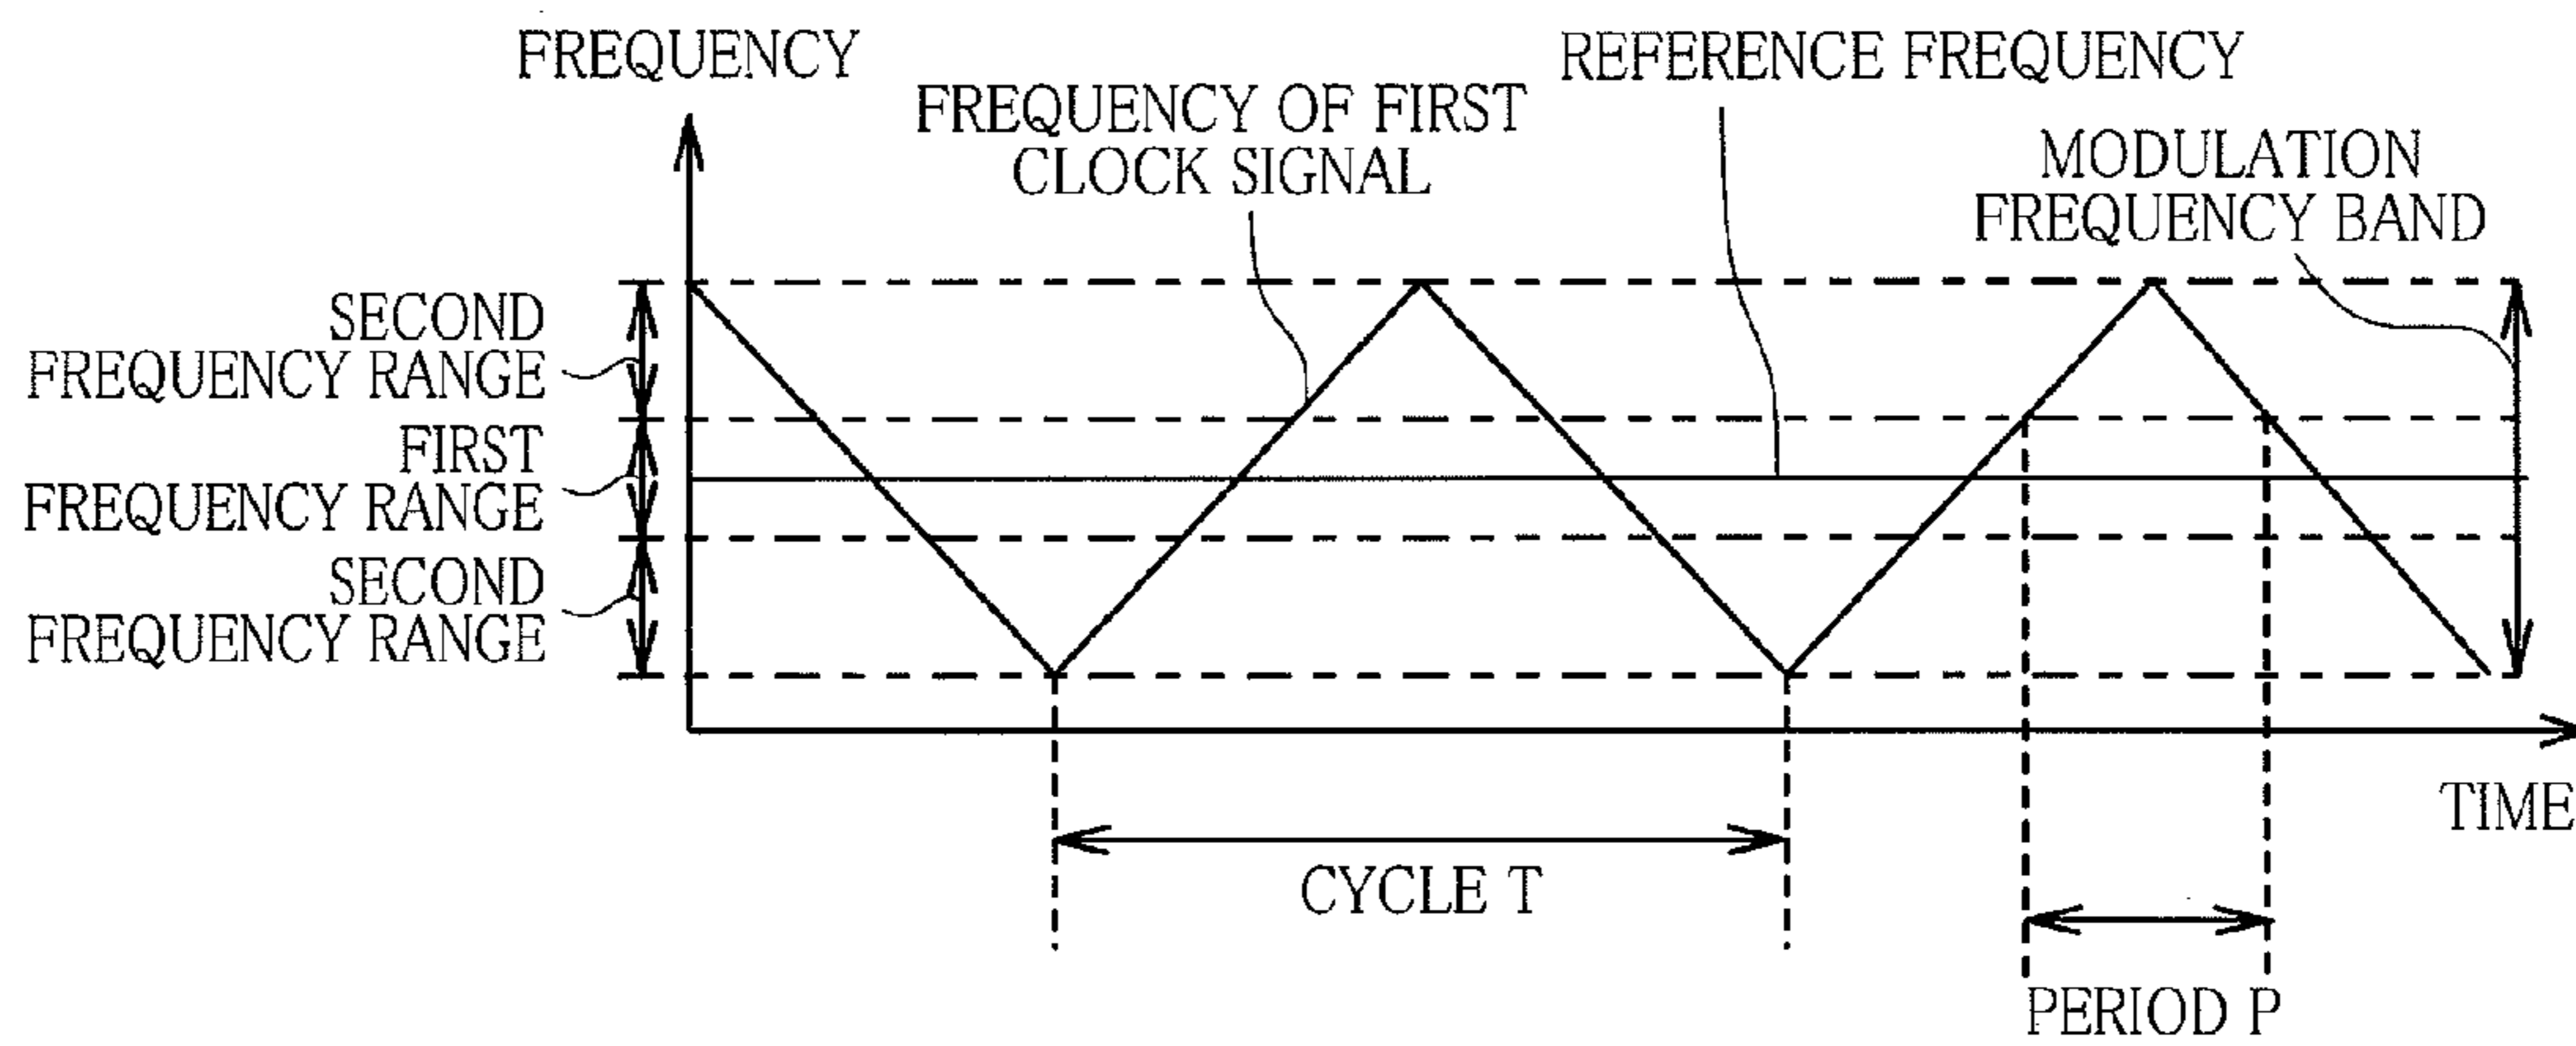 FREQUENCY
FREQUENCY OF FIRST
CLOCK SIGNAL
REFERENCE FREQUENCY
MODULATION
FREQUENCY BAND
SECOND
FREQUENCY RANGE
FIRST
FREQUENCY RANGE
SECOND
FREQUENCY RANGE
TIME
CYCLE T
PERIOD P